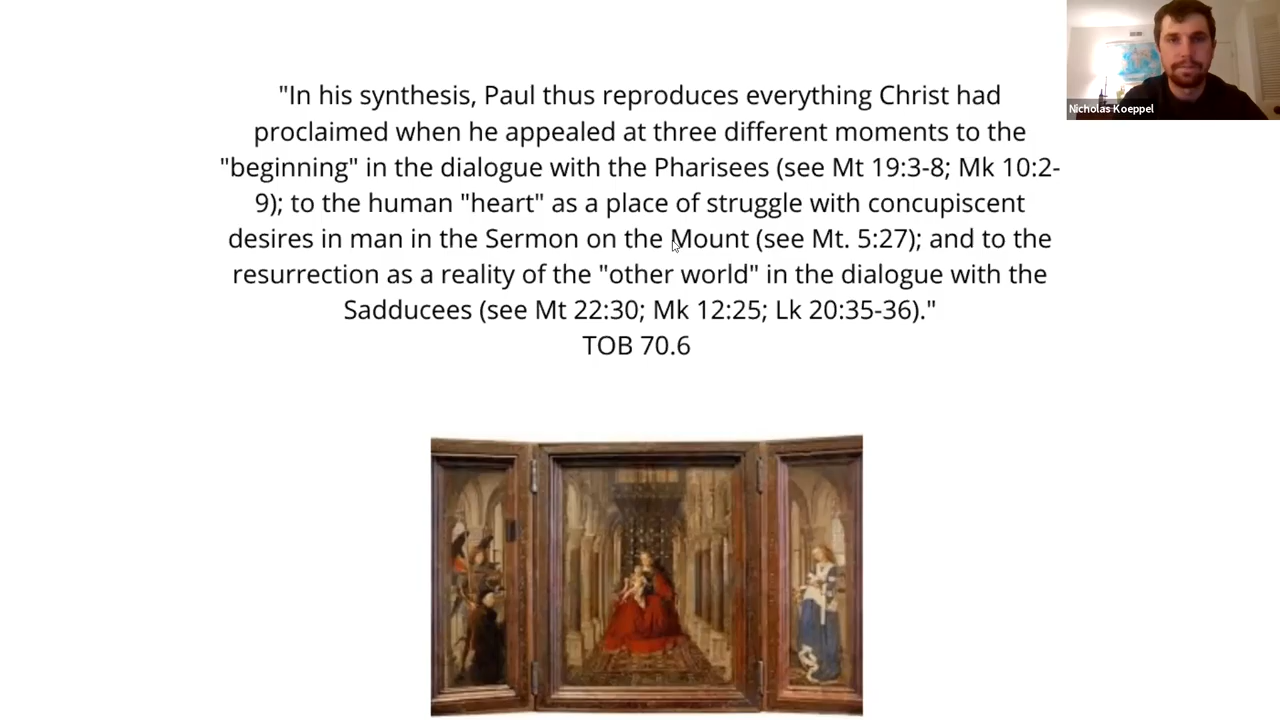 "In his synthesis, Paul thus reproduces everything Christ had
proclaimed when he appealed at three different moments to the
"beginning" in the dialogue with the Pharisees (see Mt 19:3-8; Mk 10:2-
9); to the human "heart" as a place of struggle with concupiscent
desires in man in the Sermon on the Mount (see Mt. 5:27); and to the
resurrection as a reality of the "other world" in the dialogue with the
Sadducees (see Mt 22:30; Mk 12:25; Lk 20:35-36)."
TOB 70.6
Nicholas Koeppel